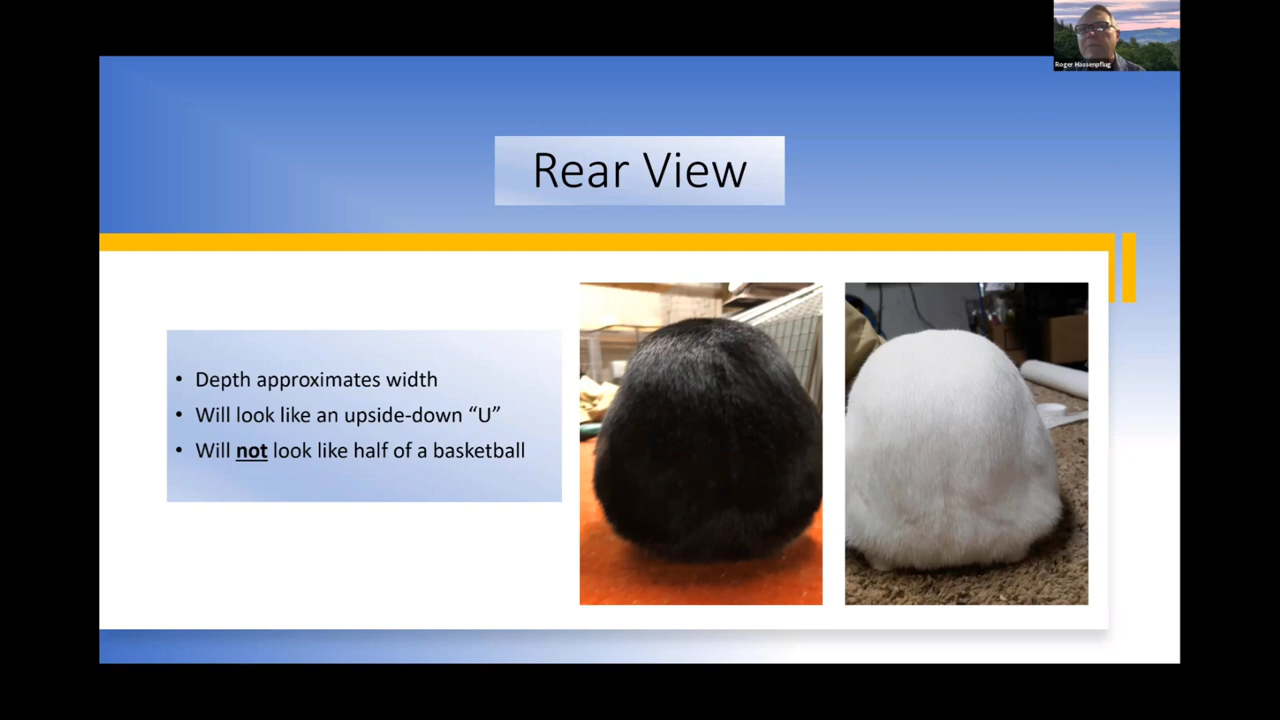 Roger Hassenpflug
Rear View
• Depth approximates width
• Will look like an upside-down “U”
• Will not look like half of a basketball